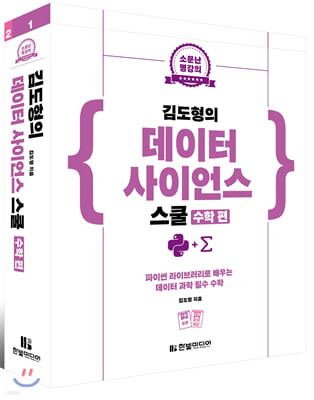 2
1
김도형의
데이터 사이언스 스쿨
수학 편
김도형 지음
한빛미디어
소문난
명강의
김도형의
데이터
사이언스
스쿨 수학 편
+ Σ
파이썬 라이브러리로 배우는
데이터 과학 필수 수학
김도형 지음
한빛미디어